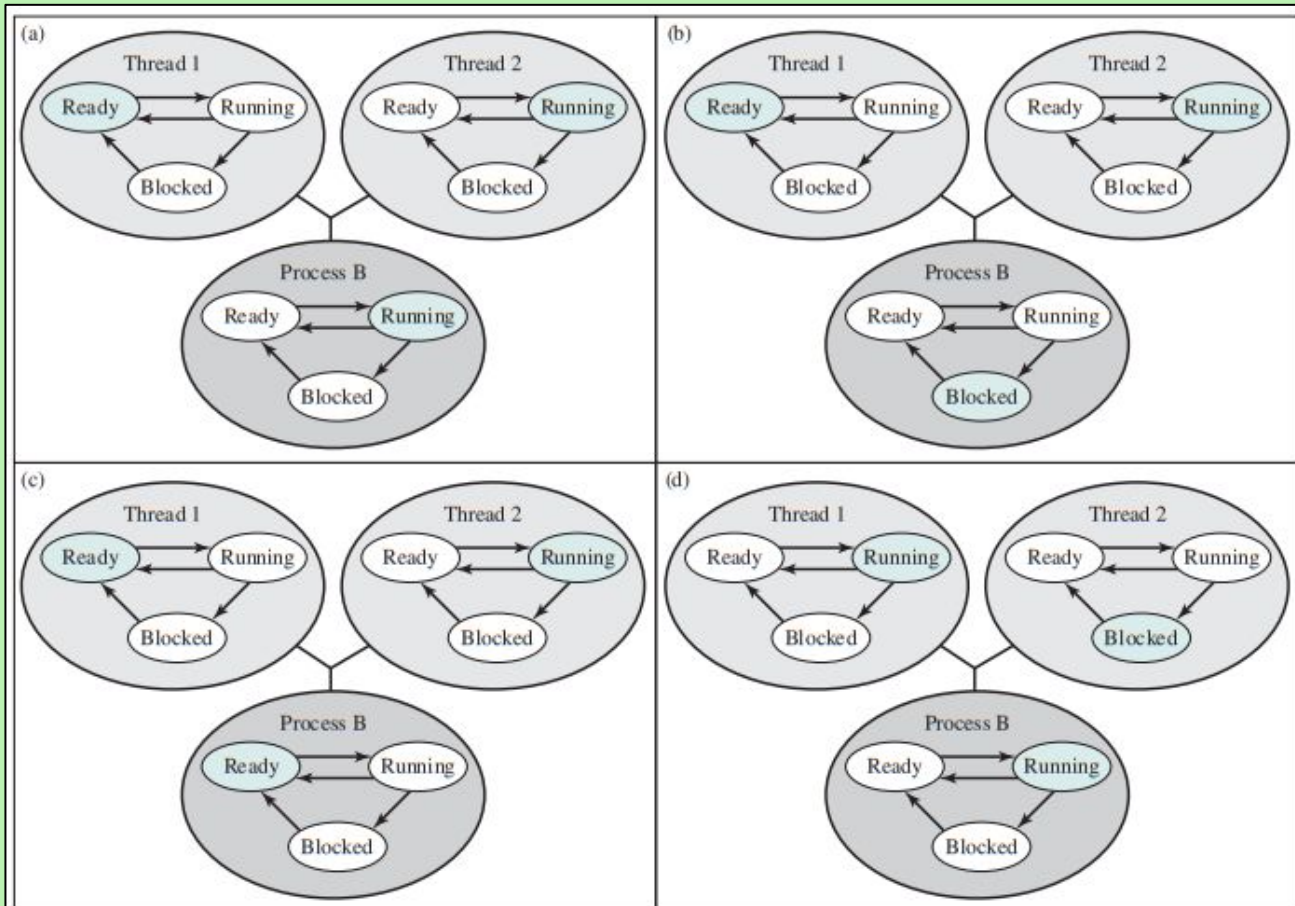 (a)
Thread 1
Ready
Running
Blocked
Thread 2
Ready
Running
Blocked
Process B
Ready
Running
Blocked
(b)
Thread 1
Ready
Running
Blocked
Thread 2
Ready
Running
Blocked
Process B
Ready
Running
Blocked
(c)
Thread 1
Ready
Running
Blocked
Thread 2
Ready
Running
Blocked
Process B
Ready
Running
Blocked
(d)
Thread 1
Ready
Running
Blocked
Thread 2
Ready
Running
Blocked
Process B
Ready
Running
Blocked